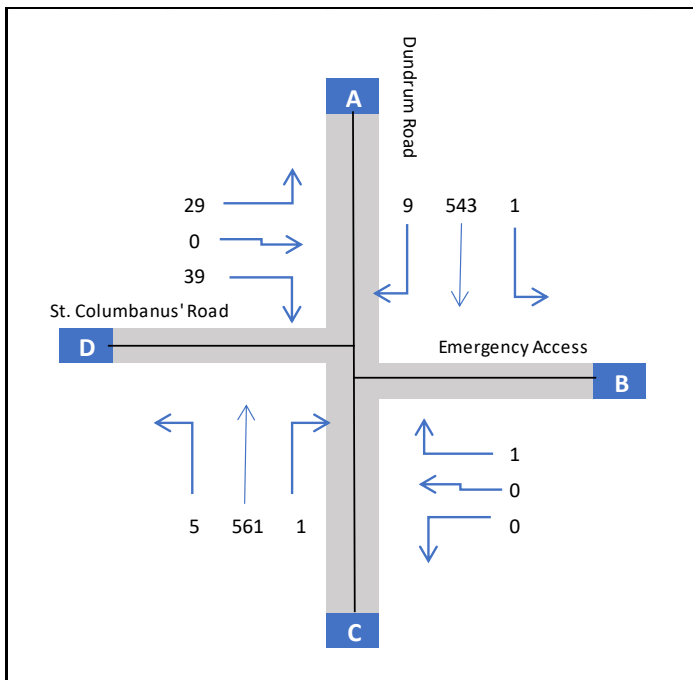 A
Dundrum Road
29
9 543 1
0
39
St. Columbanus' Road
D
Emergency Access
B
1
0
5 561 1
0
C